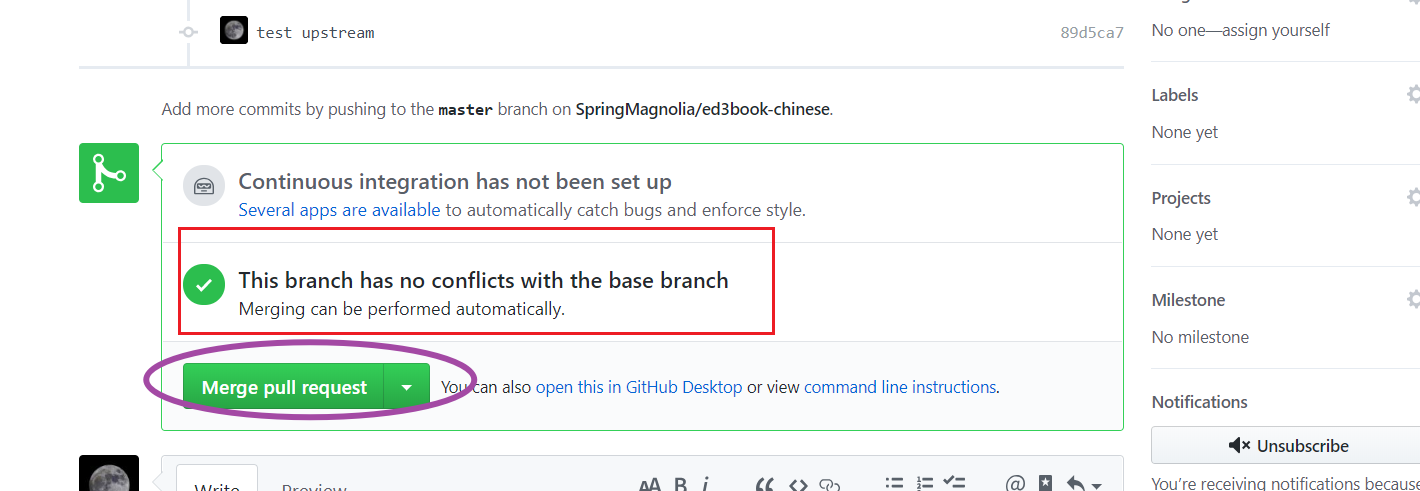 test upstream 89d5ca7
Add more commits by pushing to the master branch on SpringMagnolia/ed3book-chinese.
Continuous integration has not been set up
Several apps are available to automatically catch bugs and enforce style.
This branch has no conflicts with the base branch
Merging can be performed automatically.
Merge pull request
You can also open this in GitHub Desktop or view command line instructions.
Write Preview
No one—assign yourself
Labels
None yet
Projects
None yet
Milestone
No milestone
Notifications
Unsubscribe
You're receiving notifications because